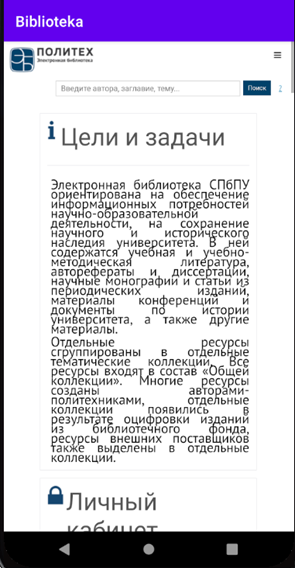 Biblioteka
ПОЛИТЕХ
Электронная библиотека
Введите автора, заглавие, тему...
Поиск
?
Цели и задачи
Электронная библиотека СПбПУ
ориентирована на обеспечение
информационных потребностей
научно-образовательной
деятельности, на сохранение
научного и исторического
наследия университета. В ней
содержатся учебная и учебно-
методическая литература,
авторефераты и диссертации,
научные монографии и статьи из
периодических изданий,
материалы конференций и
документы по истории
университета, а также другие
материалы.
Отдельные ресурсы
сгруппированы в отдельные
тематические коллекции. Все
ресурсы входят в состав «Общей
коллекции». Многие ресурсы
созданы авторами-
политехниками, отдельные
коллекции появились в
результате оцифровки изданий
из библиотечного фонда,
ресурсы внешних поставщиков
также выделены в отдельные
коллекции.
Личный
кабинет